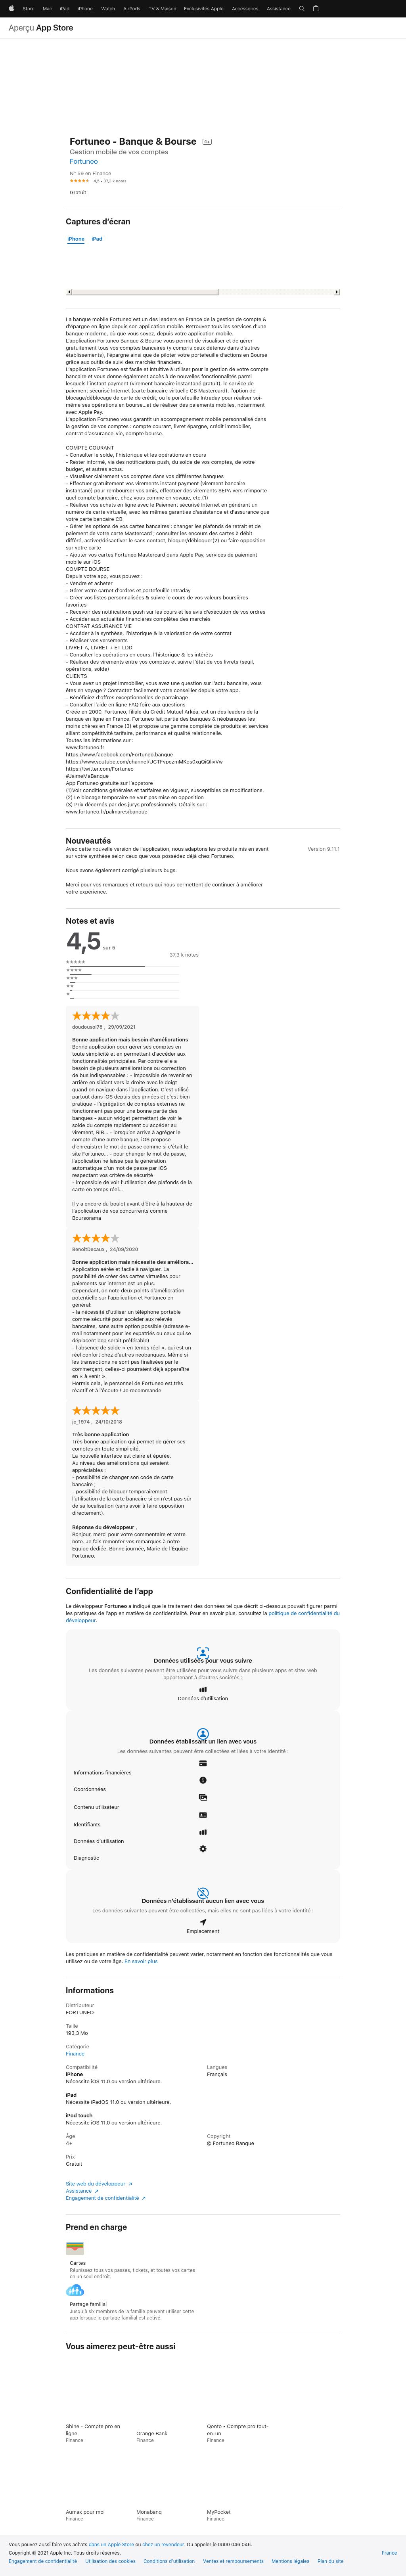 Store Mac iPad iPhone Watch AirPods TV & Maison Exclusivités Apple Accessoires Assistance
Aperçu App Store
Fortuneo - Banque & Bourse 4+
Gestion mobile de vos comptes
Fortuneo
N° 59 en Finance
4,5 • 37,3 k notes
Gratuit
Captures d’écran
iPhone iPad
La banque mobile Fortuneo est un des leaders en France de la gestion de compte &
d’épargne en ligne depuis son application mobile. Retrouvez tous les services d’une
banque moderne, où que vous soyez, depuis votre application mobile.
L’application Fortuneo Banque & Bourse vous permet de visualiser et de gérer
gratuitement tous vos comptes bancaires (y compris ceux détenus dans d’autres
établissements), l’épargne ainsi que de piloter votre portefeuille d’actions en Bourse
grâce aux outils de suivi des marchés financiers.
L’application Fortuneo est facile et intuitive à utiliser pour la gestion de votre compte
bancaire et vous donne également accès à de nouvelles fonctionnalités parmi
lesquels l’instant payment (virement bancaire instantané gratuit), le service de
paiement sécurisé Internet (carte bancaire virtuelle CB Mastercard), l’option de
blocage/déblocage de carte de crédit, ou le portefeuille Intraday pour réaliser soi-
même ses opérations en bourse…et de réaliser des paiements mobiles, notamment
avec Apple Pay.
L’application Fortuneo vous garantit un accompagnement mobile personnalisé dans
la gestion de vos opérations : compte courant, livret épargne, crédit immobilier,
contrat d’assurance-vie, compte bourse.
COMPTE COURANT
- Consulter le solde, l’historique et les opérations en cours
- Rester informé, via des notifications push, du solde de vos comptes, de votre
budget, et autres actus.
- Visualiser clairement vos comptes dans vos différentes banques
- Effectuer gratuitement vos virements instant payment (virement bancaire
instantané) pour rembourser vos amis, effectuer des virements SEPA vers n’importe
quel compte bancaire, chez vous comme en voyage, etc.(1)
- Réaliser vos achats en ligne avec le Paiement sécurisé Internet en générant un
numéro de carte virtuelle, avec les mêmes garanties d’assistance et d’assurance que
votre carte bancaire CB
- Gérer les options de vos cartes bancaires : changer les plafonds de retrait et de
paiement de votre carte Mastercard ; consulter les encours des cartes à débit
différé, activer/désactiver le sans contact, bloquer/débloquer(2) ou faire opposition
sur votre carte
- Ajouter vos cartes Fortuneo Mastercard dans Apple Pay, services de paiement
mobile sur iOS
COMPTE BOURSE
Depuis votre app, vous pouvez :
- Vendre et acheter
- Gérer votre carnet d’ordres et portefeuille Intraday
- Créer vos listes personnalisées & suivre le cours de vos valeurs boursières
favorites
- Recevoir des notifications push sur les cours et les avis d’exécution de vos ordres
- Accéder aux actualités financières complètes des marchés
CONTRAT ASSURANCE VIE
- Accéder à la synthèse, l’historique & la valorisation de votre contrat
- Réaliser vos versements
LIVRET A, LIVRET + ET LDD
- Consulter les opérations en cours, l’historique & les intérêts
- Réaliser des virements entre vos comptes et suivre l’état de vos livrets (seuil,
opérations, solde)
CLIENTS
- Vous avez un projet immobilier, vous avez une question sur l’actu bancaire, vous
êtes en voyage ? Contactez facilement votre conseiller depuis votre app.
- Bénéficiez d’offres exceptionnelles de parrainage
- Consulter l’aide en ligne FAQ foire aux questions
Créée en 2000, Fortuneo, filiale du Crédit Mutuel Arkéa, est un des leaders de la
banque en ligne en France. Fortuneo fait partie des banques & néobanques les
moins chères en France (3) et propose une gamme complète de produits et services
alliant compétitivité tarifaire, performance et qualité relationnelle.
Toutes les informations sur :
www.fortuneo.fr
https://www.facebook.com/Fortuneo.banque
https://twitter.com/Fortuneo
#JaimeMaBanque
App Fortuneo gratuite sur l’appstore
(1)Voir conditions générales et tarifaires en vigueur, susceptibles de modifications.
(2) Le blocage temporaire ne vaut pas mise en opposition
(3) Prix décernés par des jurys professionnels. Détails sur :
www.fortuneo.fr/palmares/banque
Nouveautés
Avec cette nouvelle version de l’application, nous adaptons les produits mis en avant Version 9.11.1
sur votre synthèse selon ceux que vous possédez déjà chez Fortuneo.
Nous avons également corrigé plusieurs bugs.
Merci pour vos remarques et retours qui nous permettent de continuer à améliorer
votre expérience.
Notes et avis
4,5 sur 5
37,3 k notes
doudoussl78 , 29/09/2021
Bonne application mais besoin d’améliorations
Bonne application pour gérer ses comptes en
toute simplicité et en permettant d’accéder aux
fonctionnalités principales. Par contre elle a
besoin de plusieurs améliorations ou correction
de bus indispensables : - impossible de revenir en
arrière en slidant vers la droite avec le doigt
quand on navigue dans l’application. C’est utilisé
partout dans iOS depuis des années et c’est bien
pratique - l’agrégation de comptes externes ne
fonctionnent pas pour une bonne partie des
banques - aucun widget permettant de voir le
solde du compte rapidement ou accéder au
virement, RIB... - lorsqu’on arrive à agréger le
compte d’une autre banque, iOS propose
d’enregistrer le mot de passe comme si c’était le
site Fortuneo... - pour changer le mot de passe,
l’application ne laisse pas la génération
automatique d’un mot de passe par iOS
respectant vos critère de sécurité
- impossible de voir l’utilisation des plafonds de la
carte en temps réel...
Il y a encore du boulot avant d’être à la hauteur de
l’application de vos concurrents comme
Boursorama
BenoîtDecaux , 24/09/2020
Bonne application mais nécessite des améliora…
Application aérée et facile à naviguer. La
possibilité de créer des cartes virtuelles pour
paiements sur internet est un plus.
Cependant, on note deux points d’amélioration
potentielle sur l’application et Fortuneo en
général:
- la nécessité d’utiliser un téléphone portable
comme sécurité pour accéder aux relevés
bancaires, sans autre option possible (adresse e-
mail notamment pour les expatriés ou ceux qui se
déplacent bcp serait préférable)
- l’absence de solde « en temps réel », qui est un
réel confort chez d’autres neobanques. Même si
les transactions ne sont pas finalisées par le
commerçant, celles-ci pourraient déjà apparaître
en « à venir ».
Hormis cela, le personnel de Fortuneo est très
réactif et à l’écoute ! Je recommande
jc_1974 , 24/10/2018
Très bonne application
Très bonne application qui permet de gérer ses
comptes en toute simplicité.
La nouvelle interface est claire et épurée.
Au niveau des améliorations qui seraient
appréciables :
- possibilité de changer son code de carte
bancaire ;
- possibilité de bloquer temporairement
l’utilisation de la carte bancaire si on n’est pas sûr
de sa localisation (sans avoir à faire opposition
directement).
Réponse du développeur ,
Bonjour, merci pour votre commentaire et votre
note. Je fais remonter vos remarques à notre
Equipe dédiée. Bonne journée, Marie de l’Équipe
Fortuneo.
Confidentialité de l’app
Le développeur Fortuneo a indiqué que le traitement des données tel que décrit ci‑dessous pouvait figurer parmi
les pratiques de l’app en matière de confidentialité. Pour en savoir plus, consultez la politique de confidentialité du
développeur.
Données utilisées pour vous suivre
Les données suivantes peuvent être utilisées pour vous suivre dans plusieurs apps et sites web
appartenant à d’autres sociétés :
Données d’utilisation
Données établissant un lien avec vous
Les données suivantes peuvent être collectées et liées à votre identité :
Informations financières
Coordonnées
Contenu utilisateur
Identifiants
Données d’utilisation
Diagnostic
Données n’établissant aucun lien avec vous
Les données suivantes peuvent être collectées, mais elles ne sont pas liées à votre identité :
Emplacement
Les pratiques en matière de confidentialité peuvent varier, notamment en fonction des fonctionnalités que vous
utilisez ou de votre âge. En savoir plus
Informations
Distributeur
FORTUNEO
Taille
193,3 Mo
Catégorie
Finance
Compatibilité Langues
iPhone Français
Nécessite iOS 11.0 ou version ultérieure.
iPad
Nécessite iPadOS 11.0 ou version ultérieure.
iPod touch
Nécessite iOS 11.0 ou version ultérieure.
Âge Copyright
4+ © Fortuneo Banque
Prix
Gratuit
Site web du développeur
Assistance
Engagement de confidentialité
Prend en charge
Cartes
Réunissez tous vos passes, tickets, et toutes vos cartes
en un seul endroit.
Partage familial
Jusqu’à six membres de la famille peuvent utiliser cette
app lorsque le partage familial est activé.
Vous aimerez peut-être aussi
Shine - Compte pro en Qonto • Compte pro tout-
ligne Orange Bank en-un
Finance Finance Finance
Aumax pour moi Monabanq MyPocket
Finance Finance Finance
Vous pouvez aussi faire vos achats dans un Apple Store ou chez un revendeur. Ou appeler le 0800 046 046.
Copyright © 2021 Apple Inc. Tous droits réservés. France
Engagement de confidentialité Utilisation des cookies Conditions d’utilisation Ventes et remboursements Mentions légales Plan du site